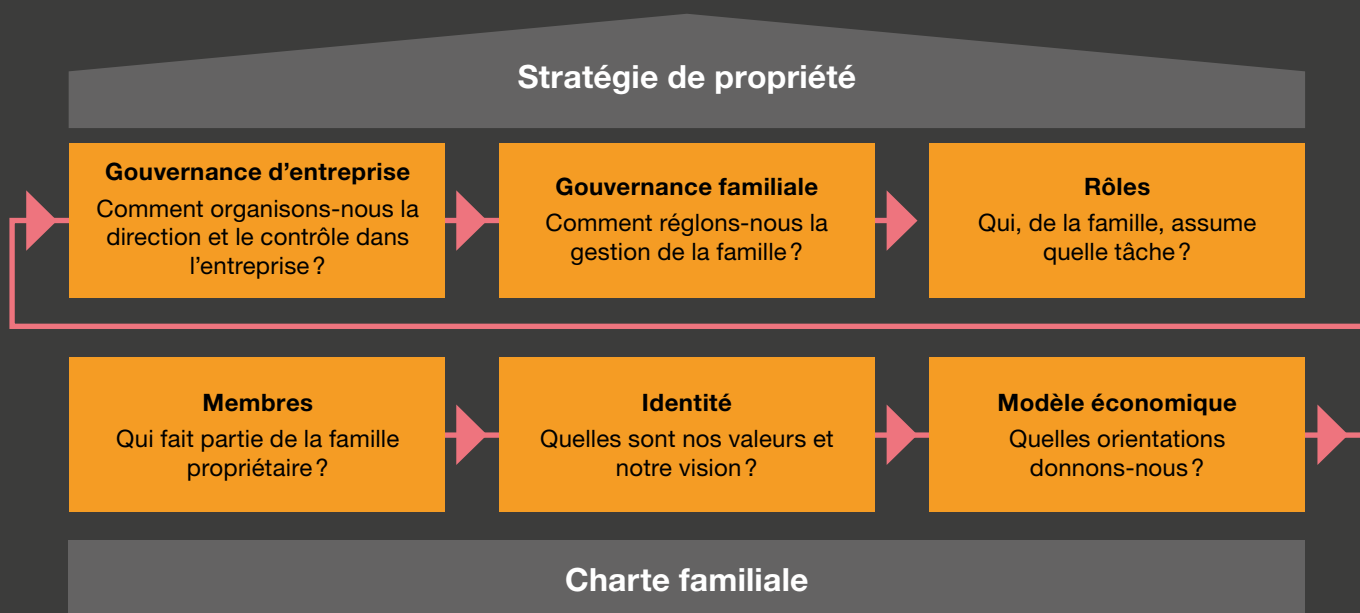 Stratégie de propriété
Gouvernance d’entreprise
Comment organisons-nous la
direction et le contrôle dans
l’entreprise ?
Gouvernance familiale
Comment réglons-nous la
gestion de la famille ?
Rôles
Qui, de la famille, assume
quelle tâche ?
Membres
Qui fait partie de la famille
propriétaire ?
Identité
Quelles sont nos valeurs et
notre vision ?
Modèle économique
Quelles orientations
donnons-nous ?
Charte familiale